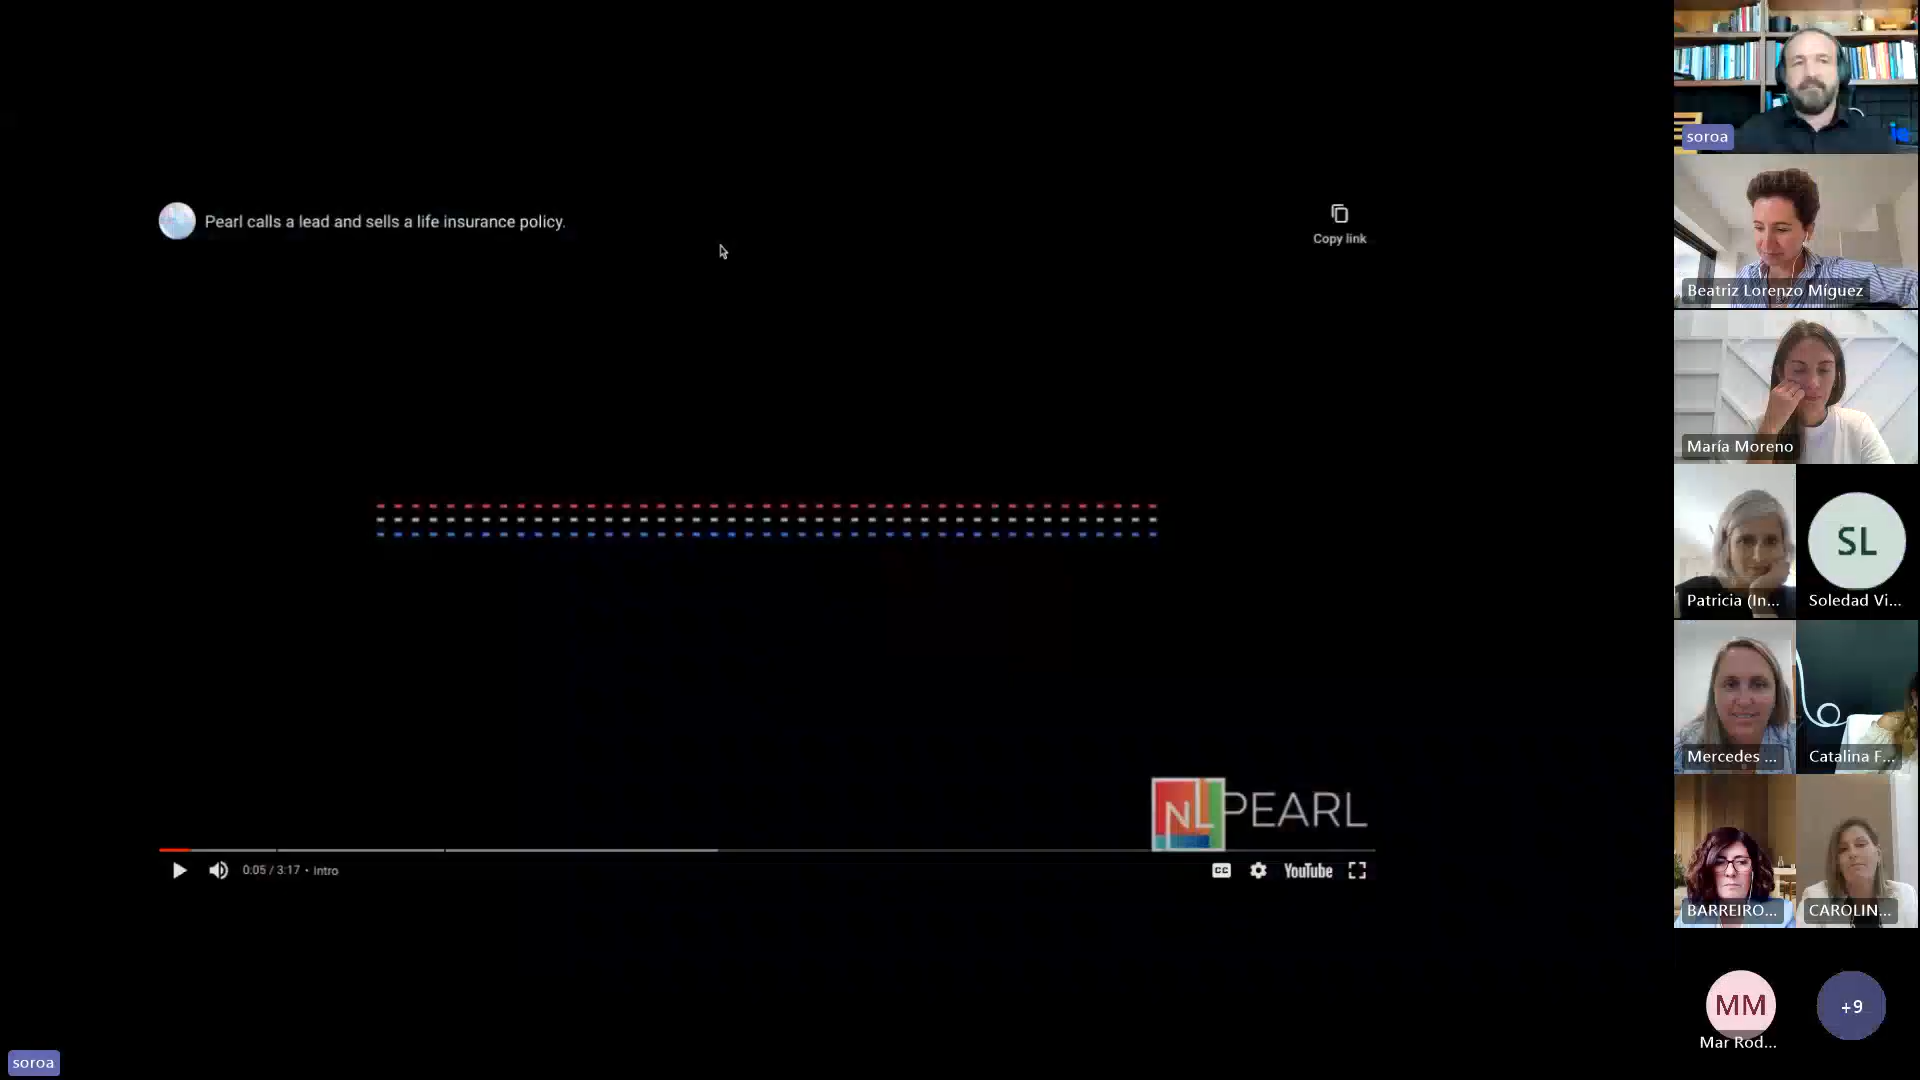 Pearl calls a lead and sells a life insurance policy.
Copy link
NL PEARL
0:05 / 3:17 • Intro
CC
YouTube
soroa
soroa
Beatriz Lorenzo Míguez
María Moreno
Patricia (In...
SL
Soledad Vi...
Mercedes ...
Catalina F...
BARREIRO...
CAROLIN...
MM
Mar Rod...
+9